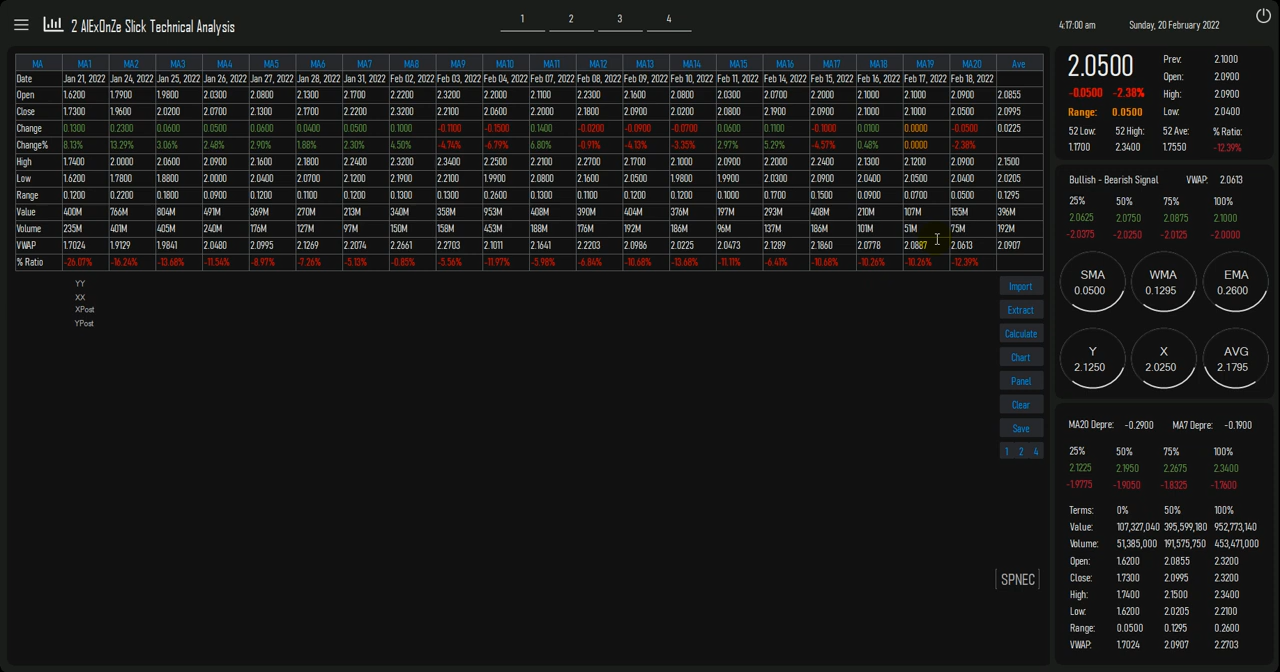 2 AlExOnZe Slick Technical Analysis
1 2 3 4
4:17:00 am Sunday, 20 February 2022
MA MA1 MA2 MA3 MA4 MA5 MA6 MA7 MA8 MA9 MA10 MA11 MA12 MA13 MA14 MA15 MA16 MA17 MA18 MA19 MA20 Ave
Date Jan 21, 2022 Jan 24, 2022 Jan 25, 2022 Jan 26, 2022 Jan 27, 2022 Jan 28, 2022 Jan 31, 2022 Feb 02, 2022 Feb 03, 2022 Feb 04, 2022 Feb 07, 2022 Feb 08, 2022 Feb 09, 2022 Feb 10, 2022 Feb 11, 2022 Feb 14, 2022 Feb 15, 2022 Feb 16, 2022 Feb 17, 2022 Feb 18, 2022
Open 1.6200 1.7900 1.9800 2.0300 2.0800 2.1300 2.1700 2.2200 2.3200 2.2000 2.1100 2.2300 2.1600 2.0800 2.0300 2.0700 2.2000 2.1000 2.1000 2.0900 2.0855
Close 1.7300 1.9600 2.0200 2.0700 2.1300 2.1700 2.2200 2.3200 2.2100 2.0600 2.2000 2.1800 2.0900 2.0200 2.0800 2.1900 2.0900 2.1000 2.1000 2.0500 2.0995
Change 0.1300 0.2300 0.0600 0.0500 0.0600 0.0400 0.0500 0.1000 -0.1100 -0.1500 0.1400 -0.0200 -0.0900 -0.0700 0.0600 0.1100 -0.1000 0.0100 0.0000 -0.0500 0.0225
Change% 8.13% 13.29% 3.06% 2.48% 2.90% 1.88% 2.30% 4.50% -4.74% -6.79% 6.80% -0.91% -4.13% -3.35% 2.97% 5.29% -4.57% 0.48% 0.0000 -2.38%
High 1.7400 2.0000 2.0600 2.0900 2.1600 2.1800 2.2400 2.3200 2.3400 2.2500 2.2100 2.2700 2.1700 2.1000 2.0900 2.2000 2.2400 2.1300 2.1200 2.0900 2.1500
Low 1.6200 1.7800 1.8800 2.0000 2.0400 2.0700 2.1200 2.1900 2.2100 1.9900 2.0800 2.1600 2.0500 1.9800 1.9900 2.0300 2.0900 2.0400 2.0500 2.0400 2.0205
Range 0.1200 0.2200 0.1800 0.0900 0.1200 0.1100 0.1200 0.1300 0.1300 0.2600 0.1300 0.1100 0.1200 0.1200 0.1000 0.1700 0.1500 0.0900 0.0700 0.0500 0.1295
Value 400M 766M 804M 491M 369M 270M 213M 340M 358M 953M 408M 390M 404M 376M 197M 293M 408M 210M 107M 155M 396M
Volume 235M 401M 405M 240M 176M 127M 97M 150M 158M 453M 188M 176M 192M 186M 96M 137M 186M 101M 51M 75M 192M
VWAP 1.7024 1.9129 1.9841 2.0480 2.0995 2.1269 2.2074 2.2661 2.2703 2.1011 2.1641 2.2203 2.0986 2.0225 2.0473 2.1289 2.1860 2.0778 2.0887 2.0613 2.0907
% Ratio -26.07% -16.24% -13.68% -11.54% -8.97% -7.26% -5.13% -0.85% -5.56% -11.97% -5.98% -6.84% -10.68% -13.68% -11.11% -6.41% -10.68% -10.26% -10.26% -12.39%
YY
XX
XPost
YPost
Import
Extract
Calculate
Chart
Panel
Clear
Save
1 2 4
SPNEC
2.0500 Prev: 2.1000
Open: 2.0900
-0.0500 -2.38% High: 2.0900
Range: 0.0500 Low: 2.0400
52 Low: 52 High: 52 Ave: % Ratio:
1.1700 2.3400 1.7550 -12.39%
Bullish - Bearish Signal VWAP: 2.0613
25% 50% 75% 100%
2.0625 2.0750 2.0875 2.1000
-2.0375 -2.0250 -2.0125 -2.0000
SMA WMA EMA
0.0500 0.1295 0.2600
Y X AVG
2.1250 2.0250 2.1795
MA20 Depre: -0.2900 MA7 Depre: -0.1900
25% 50% 75% 100%
2.1225 2.1950 2.2675 2.3400
-1.9775 -1.9050 -1.8325 -1.7600
Terms: 0% 50% 100%
Value: 107,327,040 395,599,180 952,773,140
Volume: 51,385,000 191,575,750 453,471,000
Open: 1.6200 2.0855 2.3200
Close: 1.7300 2.0995 2.3200
High: 1.7400 2.1500 2.3400
Low: 1.6200 2.0205 2.2100
Range: 0.0500 0.1295 0.2600
VWAP: 1.7024 2.0907 2.2703